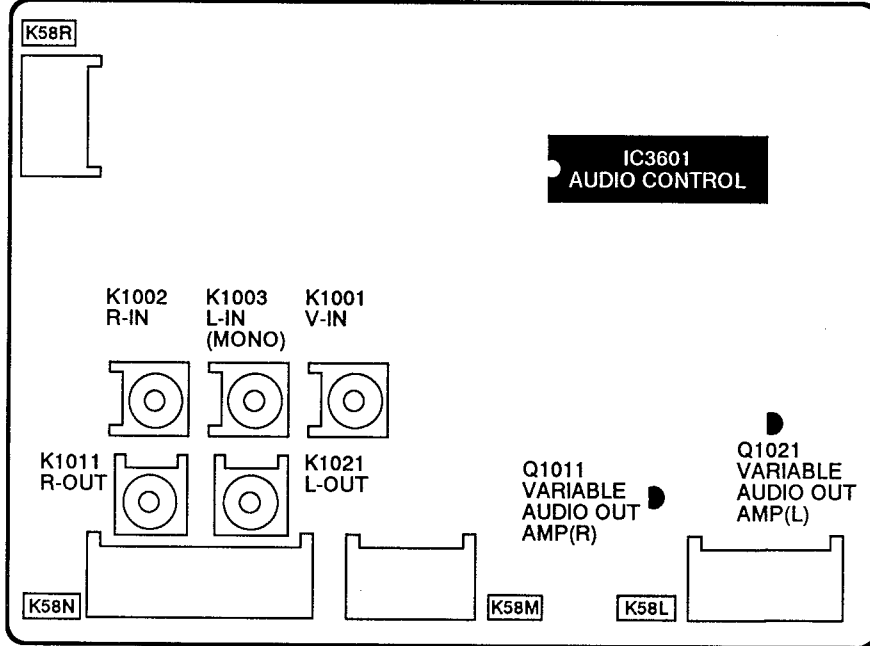 K58R
IC3601
AUDIO CONTROL
K1002
R-IN
K1003
L-IN
(MONO)
K1001
V-IN
K1011
R-OUT
K1021
L-OUT
Q1011
VARIABLE
AUDIO OUT
AMP(R)
Q1021
VARIABLE
AUDIO OUT
AMP(L)
K58N
K58M
K58L